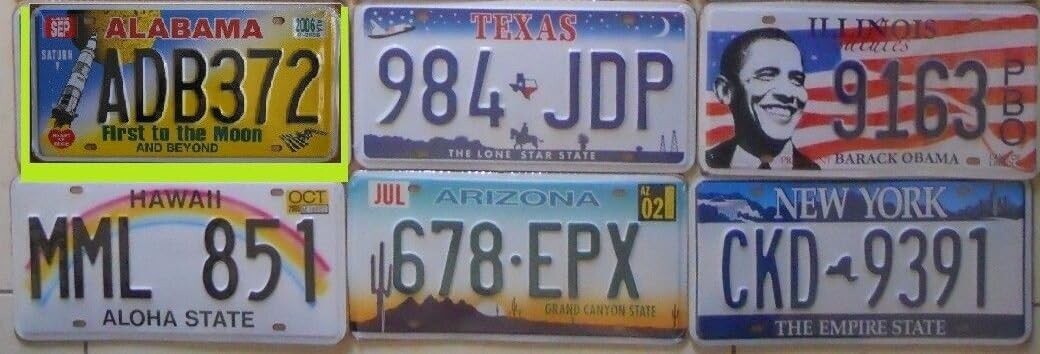 SEP
ALABAMA
2006
SATURN
V
ADB372
First to the Moon
AND BEYOND
TEXAS
984 JDP
THE LONE STAR STATE
ILLINOIS
9163
PBO
BARACK OBAMA
HAWAII
OCT
MML 851
ALOHA STATE
JUL
ARIZONA
AZ
02
678·EPX
GRAND CANYON STATE
NEW YORK
CKD 9391
THE EMPIRE STATE